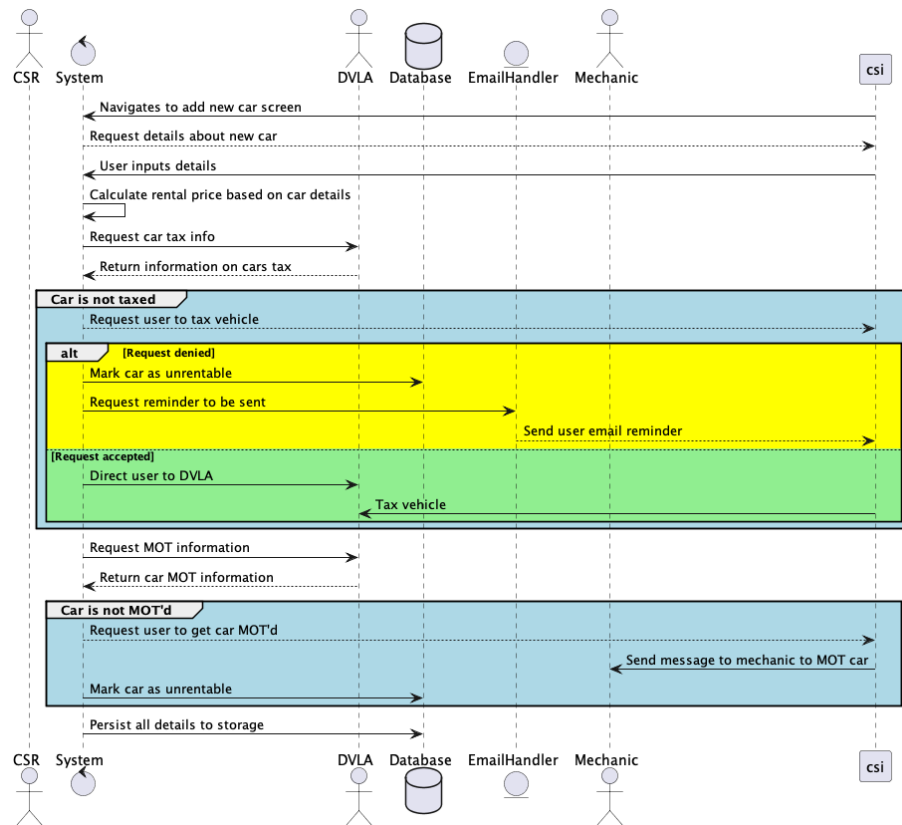 CSR System DVLA Database EmailHandler Mechanic csi
Navigates to add new car screen
Request details about new car
User inputs details
Calculate rental price based on car details
Request car tax info
Return information on cars tax
Car is not taxed
Request user to tax vehicle
alt [Request denied]
Mark car as unrentable
Request reminder to be sent
Send user email reminder
[Request accepted]
Direct user to DVLA
Tax vehicle
Request MOT information
Return car MOT information
Car is not MOT'd
Request user to get car MOT'd
Send message to mechanic to MOT car
Mark car as unrentable
Persist all details to storage
CSR System DVLA Database EmailHandler Mechanic csi